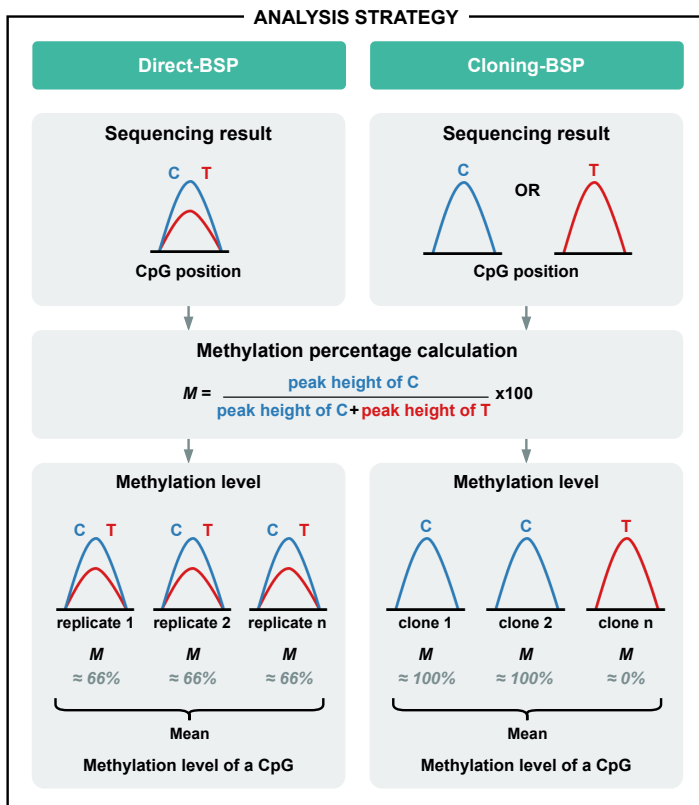 ANALYSIS STRATEGY
Direct-BSP
Cloning-BSP
Sequencing result
C T
CpG position
Sequencing result
C
OR
T
CpG position
Methylation percentage calculation
M = peak height of C x100
peak height of C+peak height of T
Methylation level
C T C T C T
replicate 1 replicate 2 replicate n
M M M
≈ 66% ≈ 66% ≈ 66%
Mean
Methylation level of a CpG
Methylation level
C C T
clone 1 clone 2 clone n
M M M
≈ 100% ≈ 100% ≈ 0%
Mean
Methylation level of a CpG